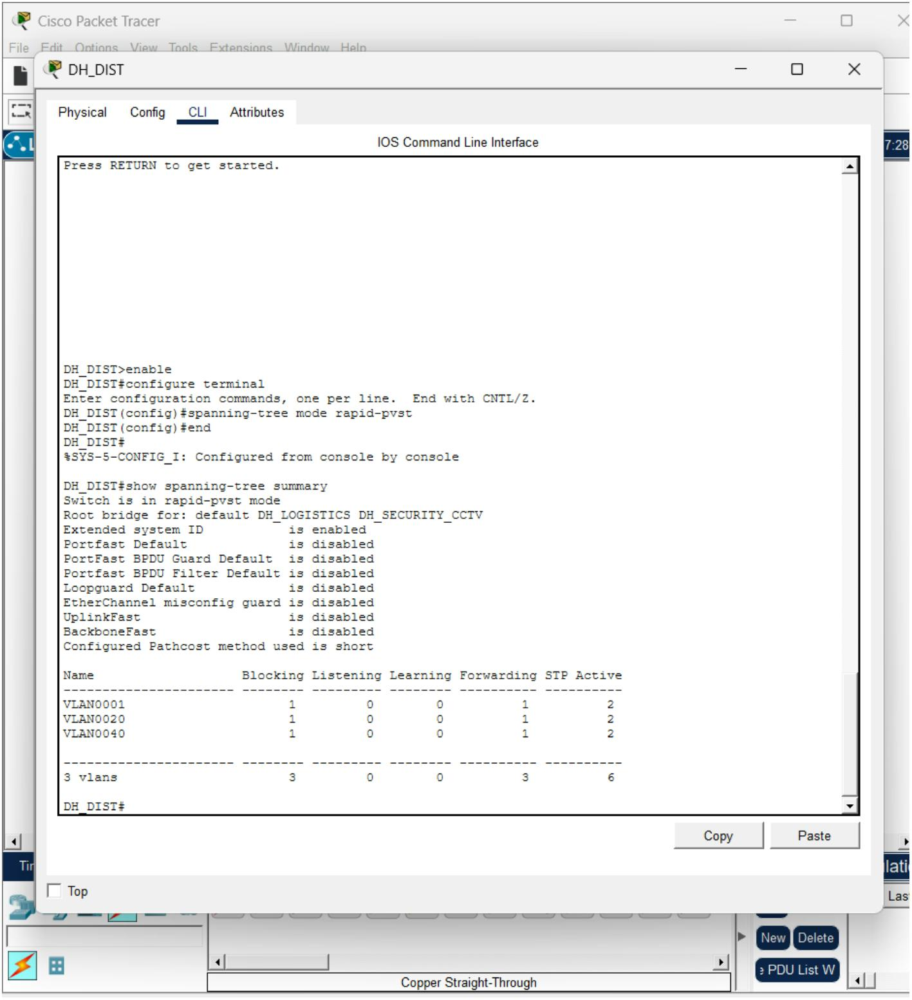 Cisco Packet Tracer
File Edit Options View Tools Extensions Window Help
DH_DIST
Physical Config CLI Attributes
7:28
IOS Command Line Interface
Press RETURN to get started.
DH_DIST>enable
DH_DIST#configure terminal
Enter configuration commands, one per line.  End with CNTL/Z.
DH_DIST(config)#spanning-tree mode rapid-pvst
DH_DIST(config)#end
DH_DIST#
%SYS-5-CONFIG_I: Configured from console by console
DH_DIST#show spanning-tree summary
Switch is in rapid-pvst mode
Root bridge for: default DH_LOGISTICS DH_SECURITY_CCTV
Extended system ID           is enabled
Portfast Default             is disabled
PortFast BPDU Guard Default  is disabled
Portfast BPDU Filter Default is disabled
Loopguard Default            is disabled
EtherChannel misconfig guard is disabled
UplinkFast                   is disabled
BackboneFast                 is disabled
Configured Pathcost method used is short
Name                   Blocking Listening Learning Forwarding STP Active
---------------------- -------- --------- -------- ---------- ----------
VLAN0001                     1         0        0          1          2
VLAN0020                     1         0        0          1          2
VLAN0040                     1         0        0          1          2
---------------------- -------- --------- -------- ---------- ----------
3 vlans                      3         0        0          3          6
DH_DIST#
Copy Paste
Top
New Delete
PDU List W
Copper Straight-Through